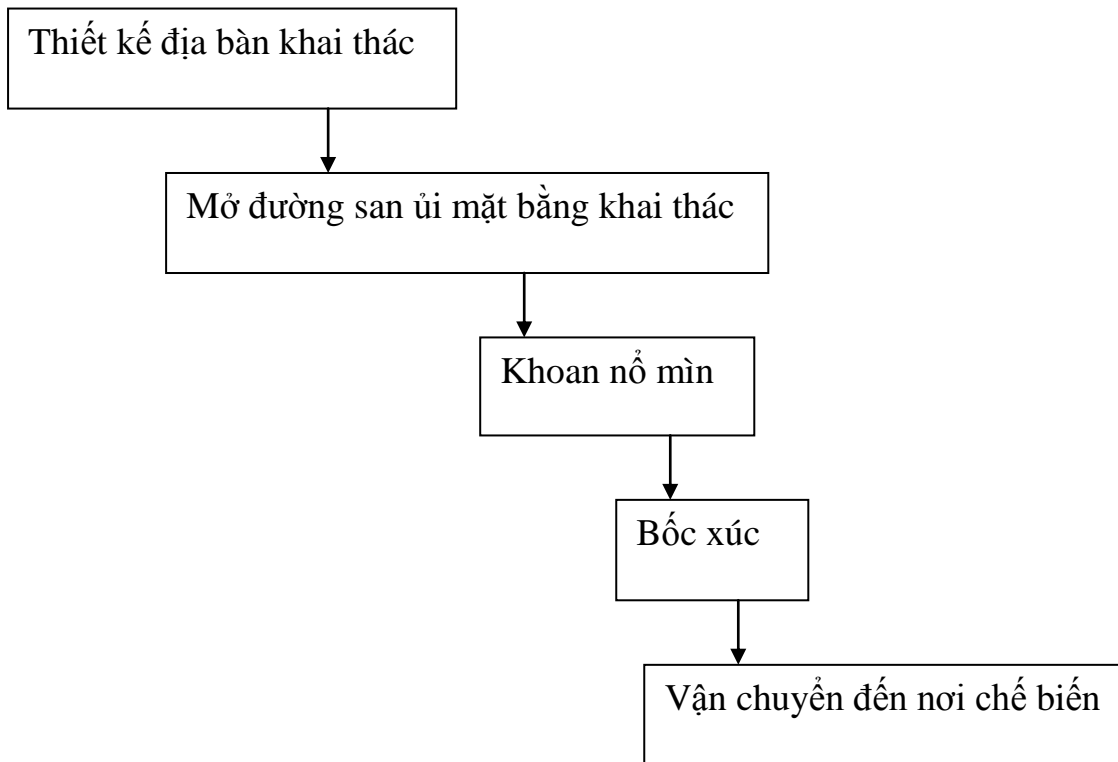 Thiết kế địa bàn khai thác
Mở đường san ủi mặt bằng khai thác
Khoan nổ mìn
Bốc xúc
Vận chuyển đến nơi chế biến